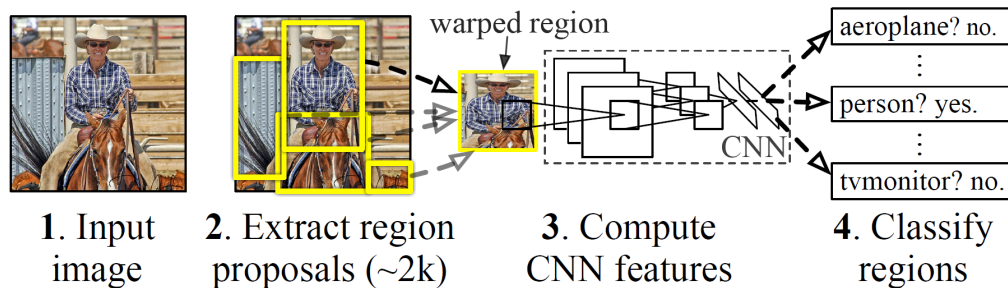 warped region
aeroplane? no.
person? yes.
tvmonitor? no.
CNN
1. Input
image
2. Extract region
proposals (~2k)
3. Compute
CNN features
4. Classify
regions